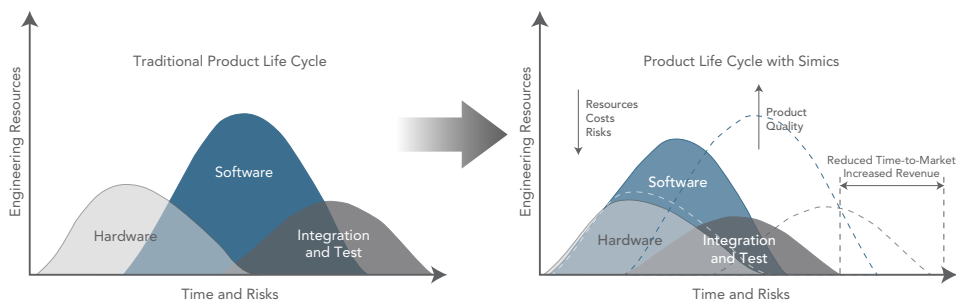 Traditional Product Life Cycle
Engineering Resources
Software
Hardware
Integration
and Test
Time and Risks
Product Life Cycle with Simics
Engineering Resources
Resources
Costs
Risks
Product
Quality
Reduced Time-to-Market
Increased Revenue
Software
Hardware
Integration
and Test
Time and Risks